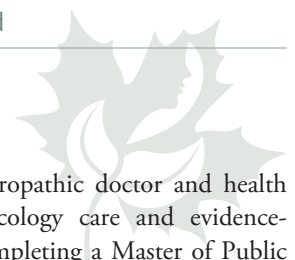 ropathic doctor and health
cology care and evidence-
mpleting a Master of Public